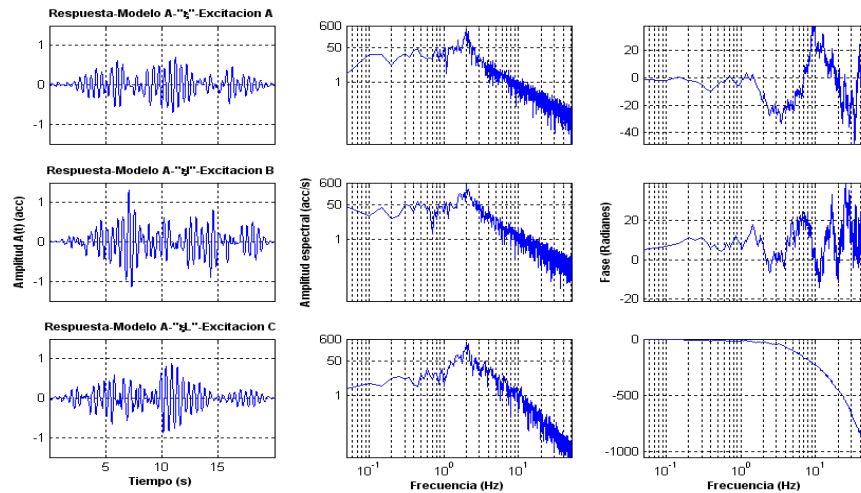 Respuesta-Modelo A-"ξ"-Excitacion A
1
0
-1
600
50
1
20
0
-20
-40
Respuesta-Modelo A-"ξI"-Excitacion B
Amplitud A(t) (acc)
1
0
-1
Amplitud espectral (acc/s)
600
50
1
Fase (Radianes)
20
0
-20
Respuesta-Modelo A-"ξL"-Excitacion C
1
0
-1
5 10 15
Tiempo (s)
600
50
1
10^-1 10^0 10^1
Frecuencia (Hz)
0
-500
-1000
10^-1 10^0 10^1
Frecuencia (Hz)